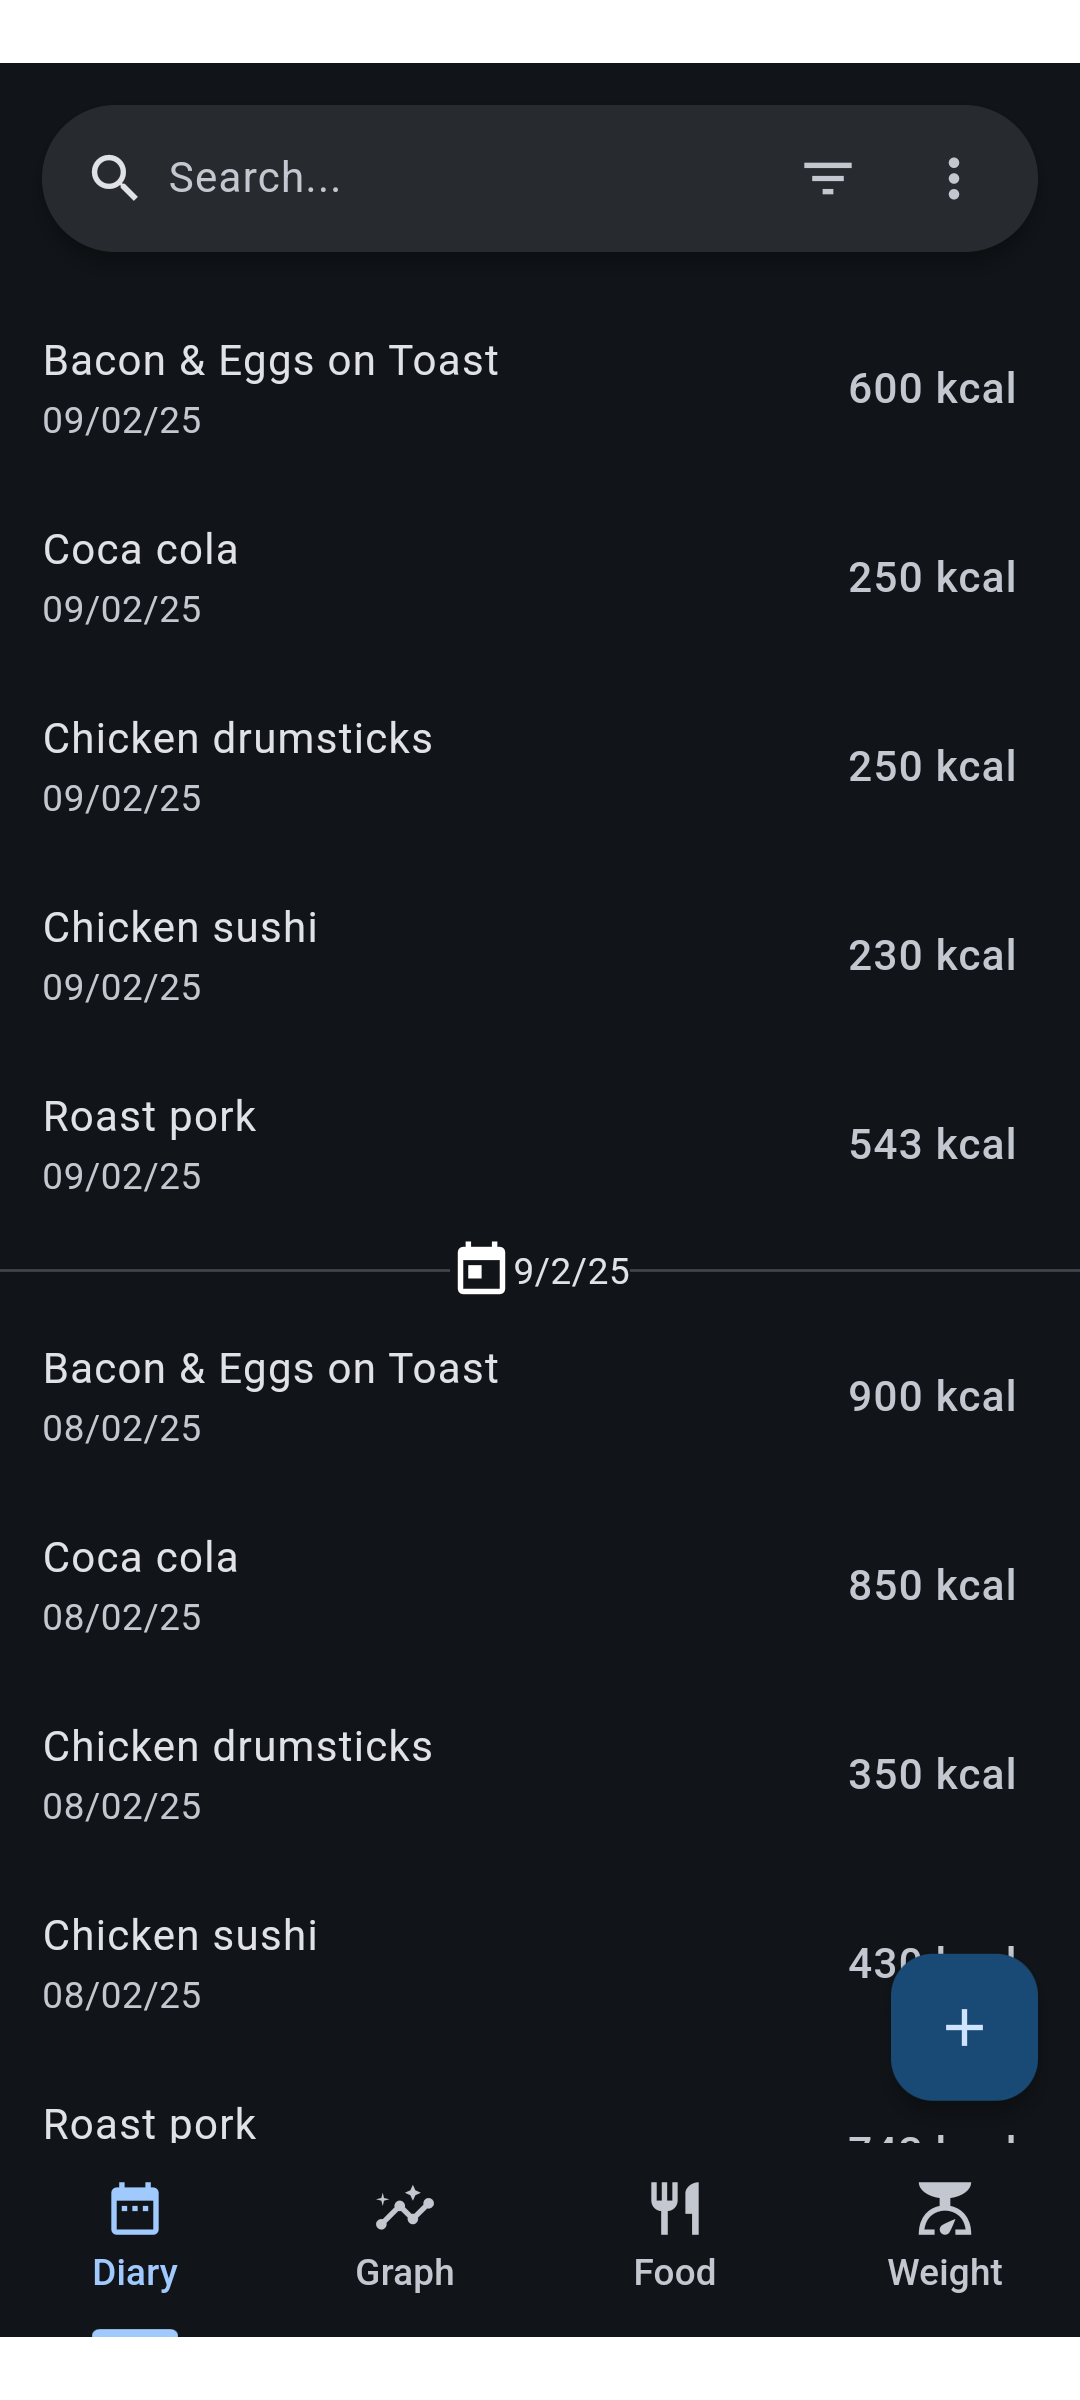 Search...
Bacon & Eggs on Toast
09/02/25
600 kcal
Coca cola
09/02/25
250 kcal
Chicken drumsticks
09/02/25
250 kcal
Chicken sushi
09/02/25
230 kcal
Roast pork
09/02/25
543 kcal
9/2/25
Bacon & Eggs on Toast
08/02/25
900 kcal
Coca cola
08/02/25
850 kcal
Chicken drumsticks
08/02/25
350 kcal
Chicken sushi
08/02/25
Roast pork
Diary
Graph
Food
Weight